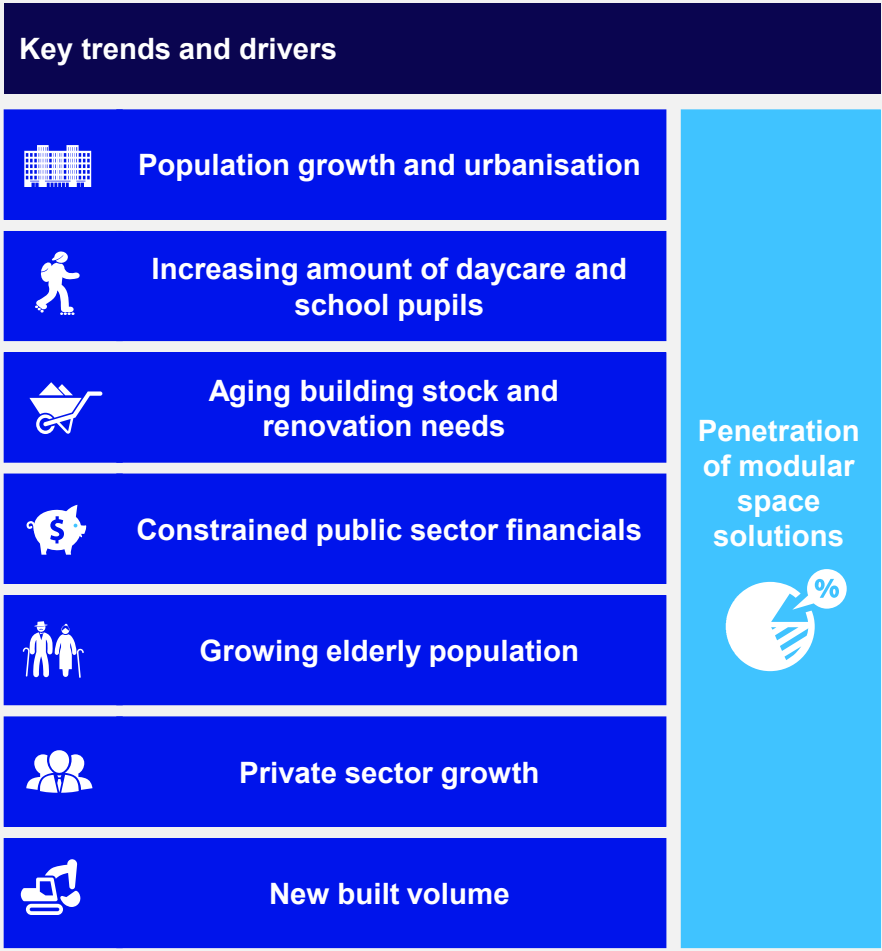 Key trends and drivers
Population growth and urbanisation
Increasing amount of daycare and
school pupils
Aging building stock and
renovation needs
$
Constrained public sector financials
Growing elderly population
Private sector growth
New built volume
Penetration
of modular
space
solutions
%